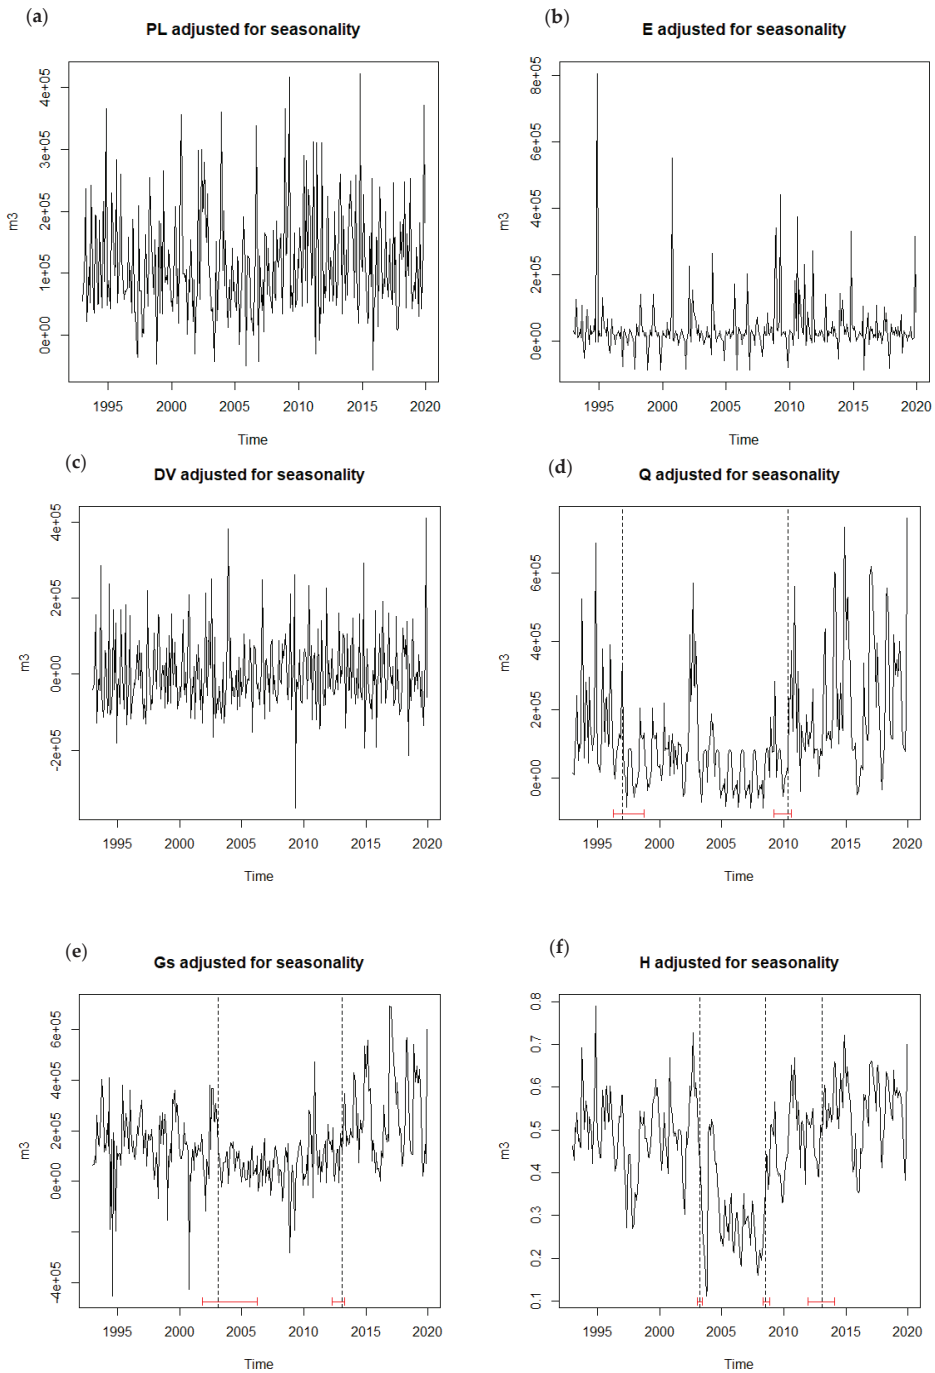 (a)
PL adjusted for seasonality
m3
4e+05
3e+05
2e+05
1e+05
0e+00
1995 2000 2005 2010 2015 2020
Time
(b)
E adjusted for seasonality
m3
8e+05
6e+05
4e+05
2e+05
0e+00
1995 2000 2005 2010 2015 2020
Time
(c)
DV adjusted for seasonality
m3
4e+05
2e+05
0e+00
-2e+05
1995 2000 2005 2010 2015 2020
Time
(d)
Q adjusted for seasonality
m3
6e+05
4e+05
2e+05
0e+00
1995 2000 2005 2010 2015 2020
Time
(e)
Gs adjusted for seasonality
m3
6e+05
4e+05
2e+05
0e+00
-4e+05
1995 2000 2005 2010 2015 2020
Time
(f)
H adjusted for seasonality
m3
0.8
0.7
0.6
0.5
0.4
0.3
0.2
0.1
1995 2000 2005 2010 2015 2020
Time